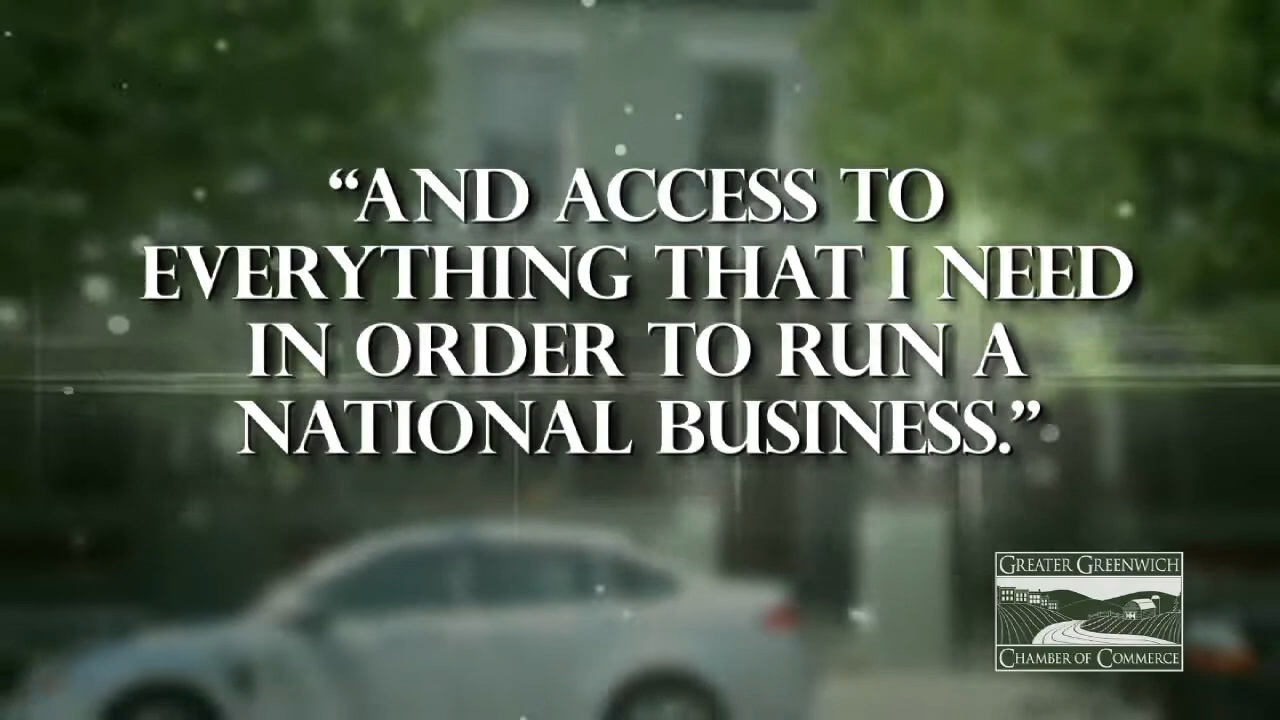 “AND ACCESS TO
EVERYTHING THAT I NEED
IN ORDER TO RUN A
NATIONAL BUSINESS.”
GREATER GREENWICH
CHAMBER OF COMMERCE